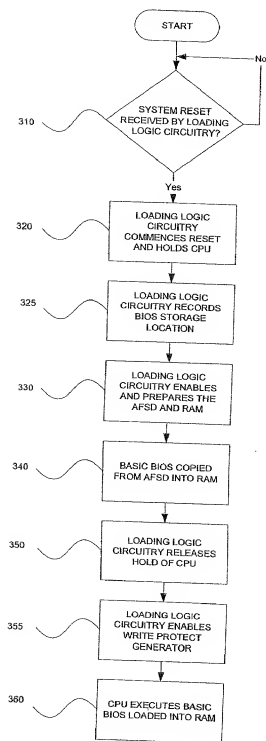 START
No
310
SYSTEM RESET
RECEIVED BY LOADING
LOGIC CIRCUITRY?
Yes
320
LOADING LOGIC
CIRCUITRY
COMMENCES RESET
AND HOLDS CPU
325
LOADING LOGIC
CIRCUITRY RECORDS
BIOS STORAGE
LOCATION
330
LOADING LOGIC
CIRCUITRY ENABLES
AND PREPARES THE
AFSD AND RAM
340
BASIC BIOS COPIED
FROM AFSD INTO RAM
350
LOADING LOGIC
CIRCUITRY RELEASES
HOLD OF CPU
355
LOADING LOGIC
CIRCUITRY ENABLES
WRITE PROTECT
GENERATOR
360
CPU EXECUTES BASIC
BIOS LOADED INTO RAM